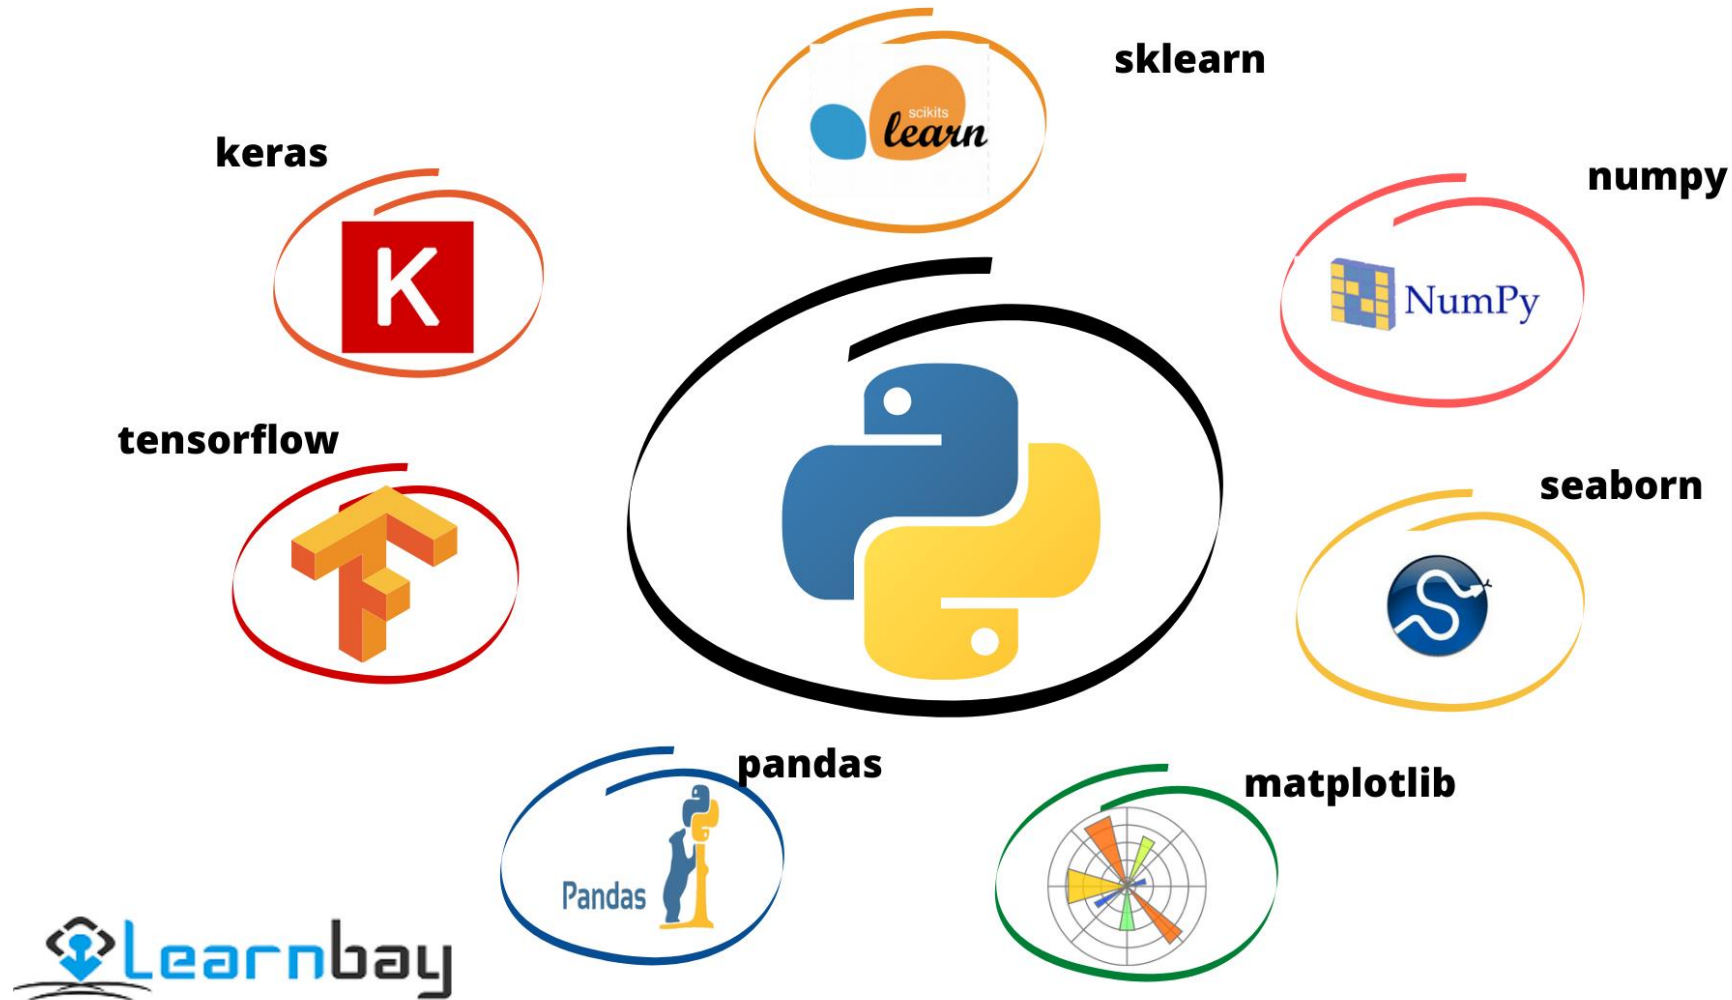 sklearn
scikits
learn
keras
K
numpy
NumPy
tensorflow
seaborn
pandas
Pandas
matplotlib
Learnbay